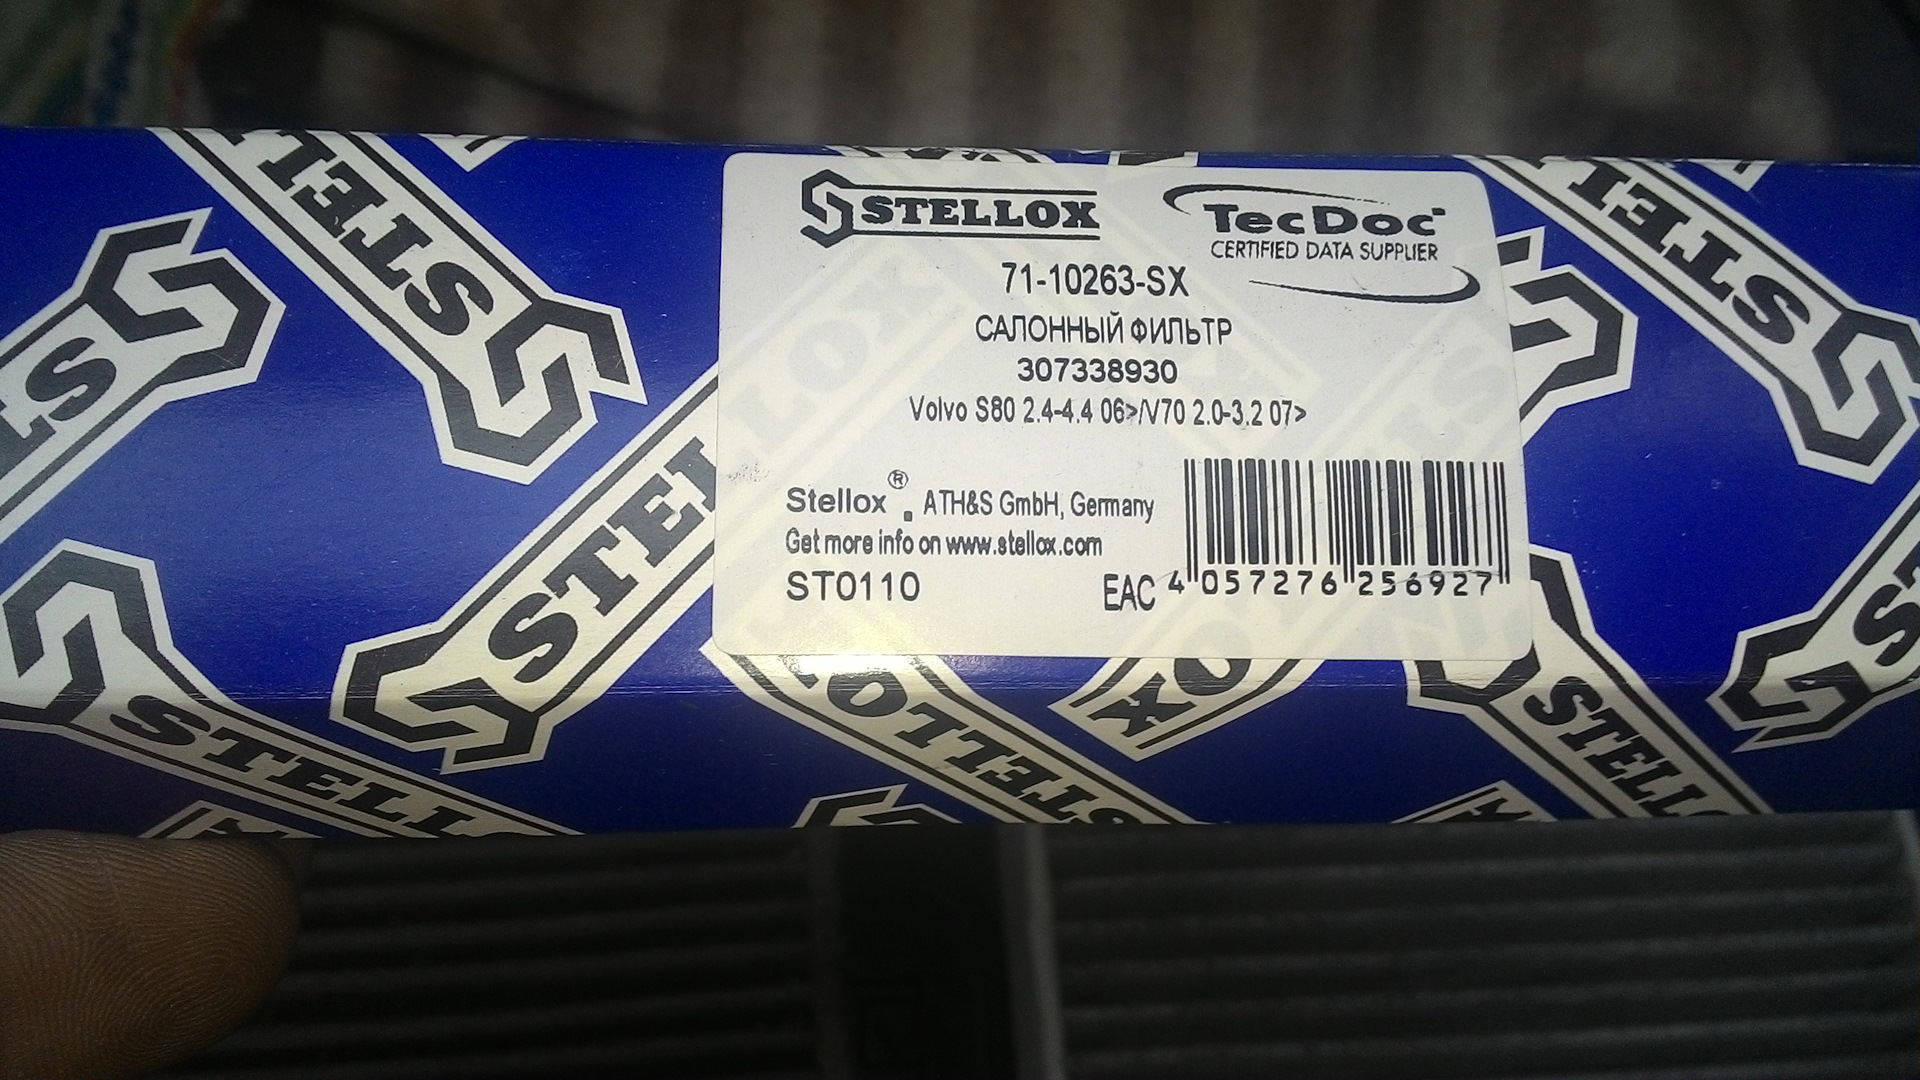 STELLOX
TecDoc
CERTIFIED DATA SUPPLIER
71-10263-SX
САЛОННЫЙ ФИЛЬТР
307338930
Volvo S80 2.4-4.4 06>/V70 2.0-3.2 07>
Stellox®. ATH&S GmbH, Germany
Get more info on www.stellox.com
ST0110
EAC
4 057276 256927
STELLOX
STELLOX